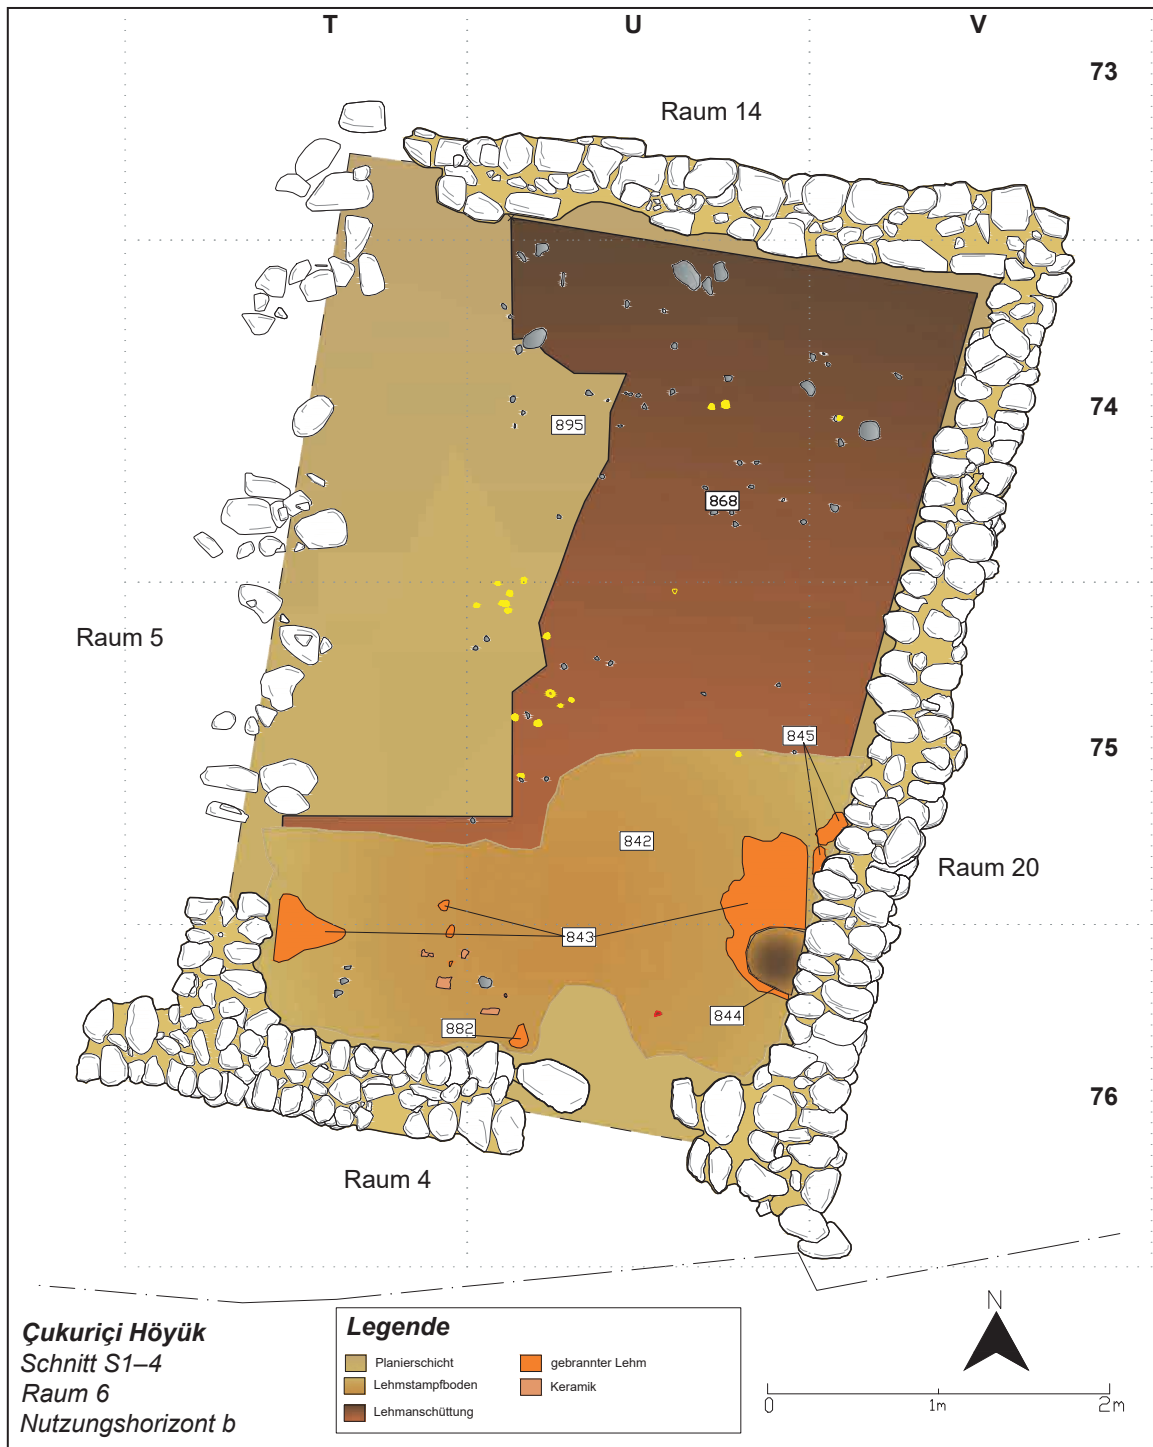 T U V
73
Raum 14
74
895
868
Raum 5
845
75
842
Raum 20
843
844
882
76
Raum 4
N
Çukuriçi Höyük
Schnitt S1–4
Raum 6
Nutzungshorizont b
Legende
Planierschicht
gebrannter Lehm
Lehmstampfboden
Keramik
Lehmanschüttung
0 1m 2m